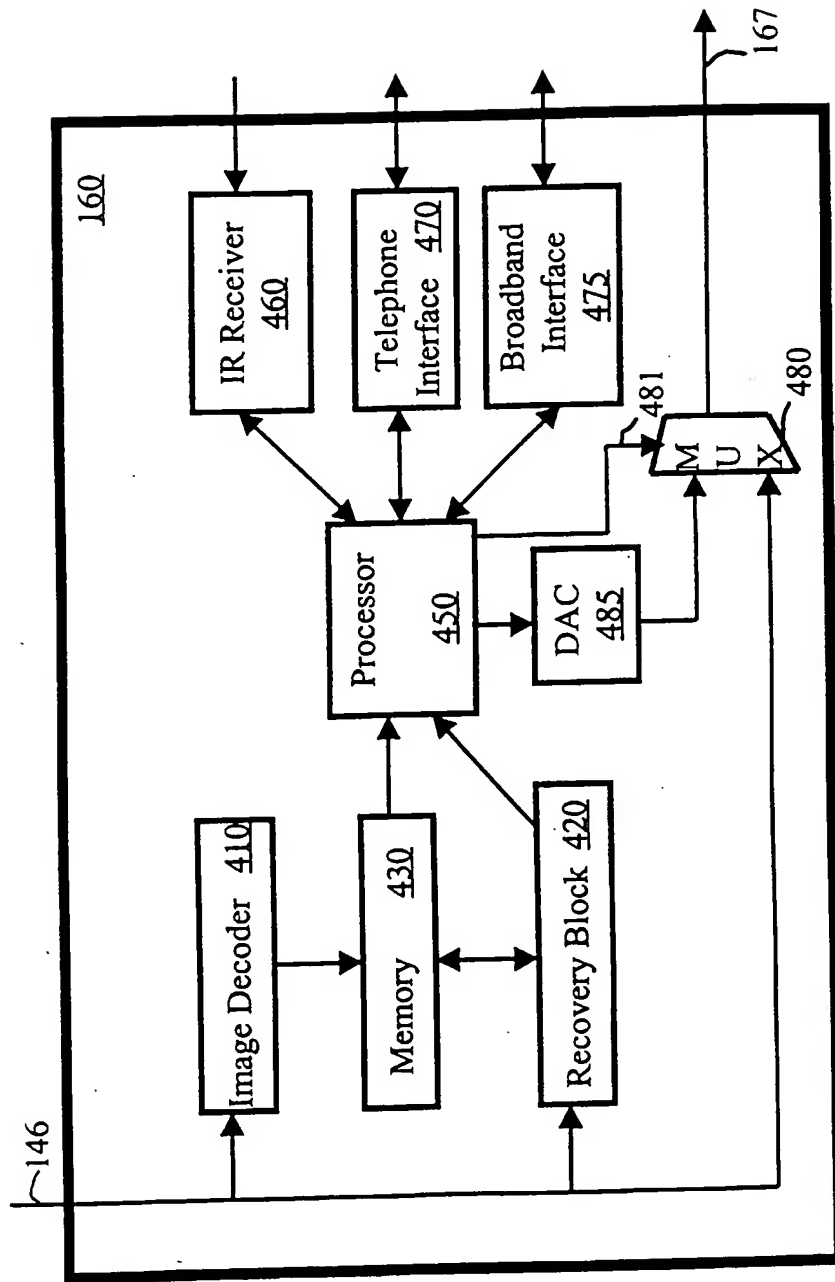 146
160
Image Decoder 410
Memory 430
Recovery Block 420
Processor
450
DAC
485
IR Receiver
460
Telephone
Interface 470
Broadband
Interface
475
481
M
U
X
480
167